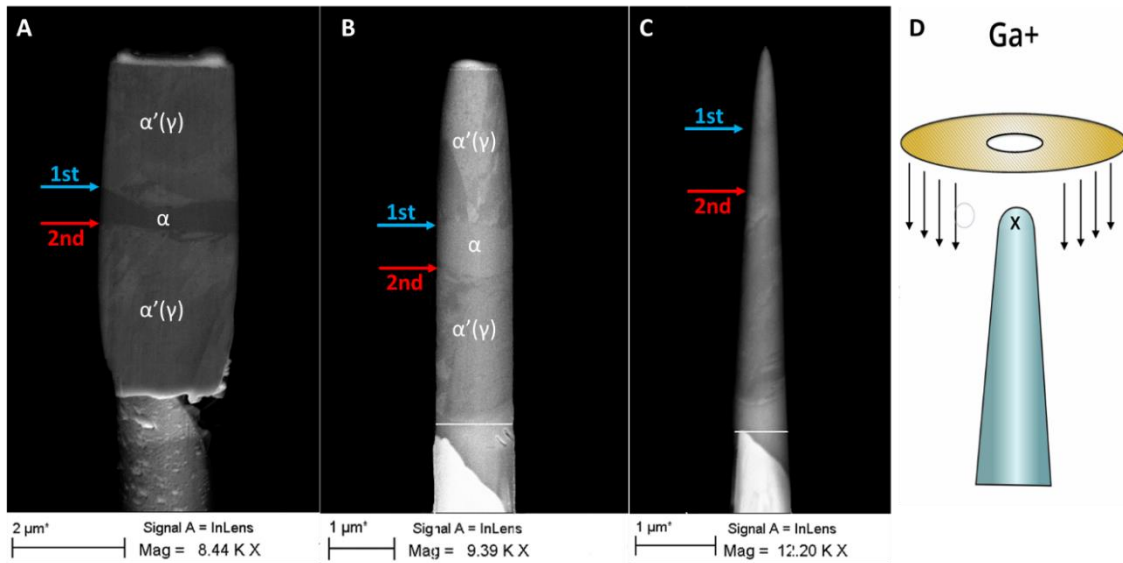 A
α’(γ)
1st
α
2nd
α’(γ)
2 µm*
Signal A = InLens
Mag = 8.44 K X
B
α’(γ)
1st
α
2nd
α’(γ)
1 µm*
Signal A = InLens
Mag = 9.39 K X
C
1st
2nd
1 µm*
Signal A = InLens
Mag = 12.20 K X
D
Ga+
X